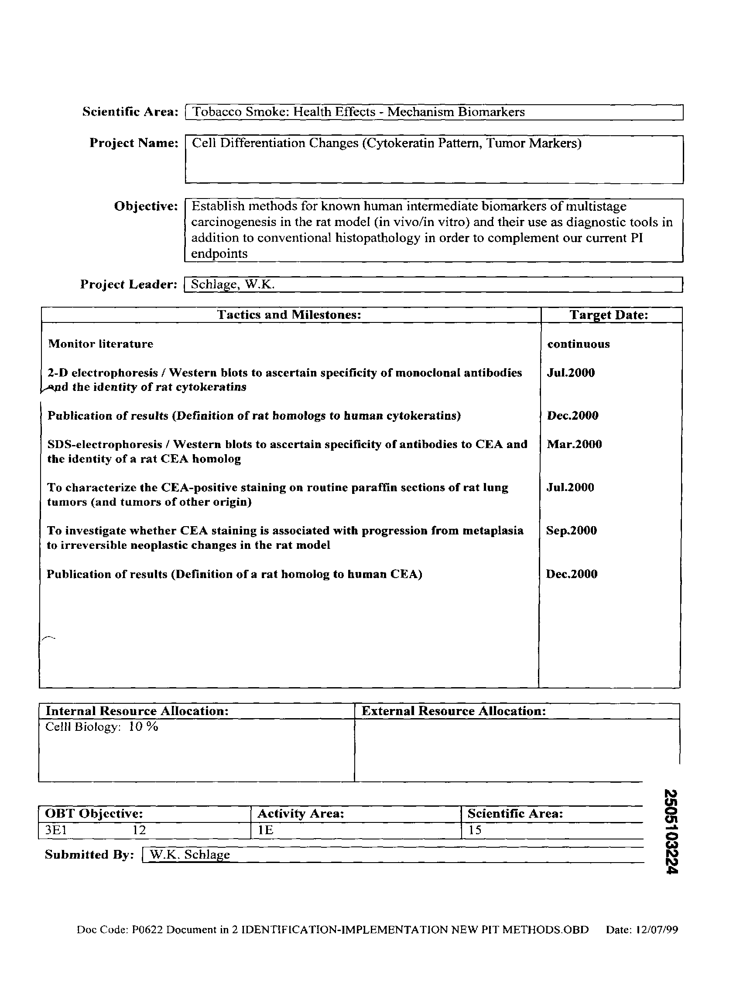 Scientific Area: Tobacco Smoke: Health Effects - Mechanism Biomarkers
Project Name: Cell Differentiation Changes (Cytokeratin Pattern, Tumor Markers)
Objective: Establish methods for known human intermediate biomarkers of multistage
carcinogenesis in the rat model (in vivo/in vitro) and their use as diagnostic tools in
addition to conventional histopathology in order to complement our current PI
endpoints
Project Leader: Schlage, W.K.
Tactics and Milestones: Target Date:
Monitor literature continuous
2-D electrophoresis / Western blots to ascertain specificity of monoclonal antibodies Jul.2000
and the identity of rat cytokeratins
Publication of results (Definition of rat homologs to human cytokeratins) Dec.2000
SDS-electrophoresis / Western blots to ascertain specificity of antibodies to CEA and Mar.2000
the identity of a rat CEA homolog
To characterize the CEA-positive staining on routine paraffin sections of rat lung Jul.2000
tumors (and tumors of other origin)
To investigate whether CEA staining is associated with progression from metaplasia Sep.2000
to irreversible neoplastic changes in the rat model
Publication of results (Definition of a rat homolog to human CEA) Dec.2000
Internal Resource Allocation: External Resource Allocation:
Celll Biology: 10 %
OBT Objective: Activity Area: Scientific Area:
3E1 12 1E 15
Submitted By: W.K. Schlage
2505103224
Doc Code: P0622 Document in 2 IDENTIFICATION-IMPLEMENTATION NEW PIT METHODS.OBD Date: 12/07/99